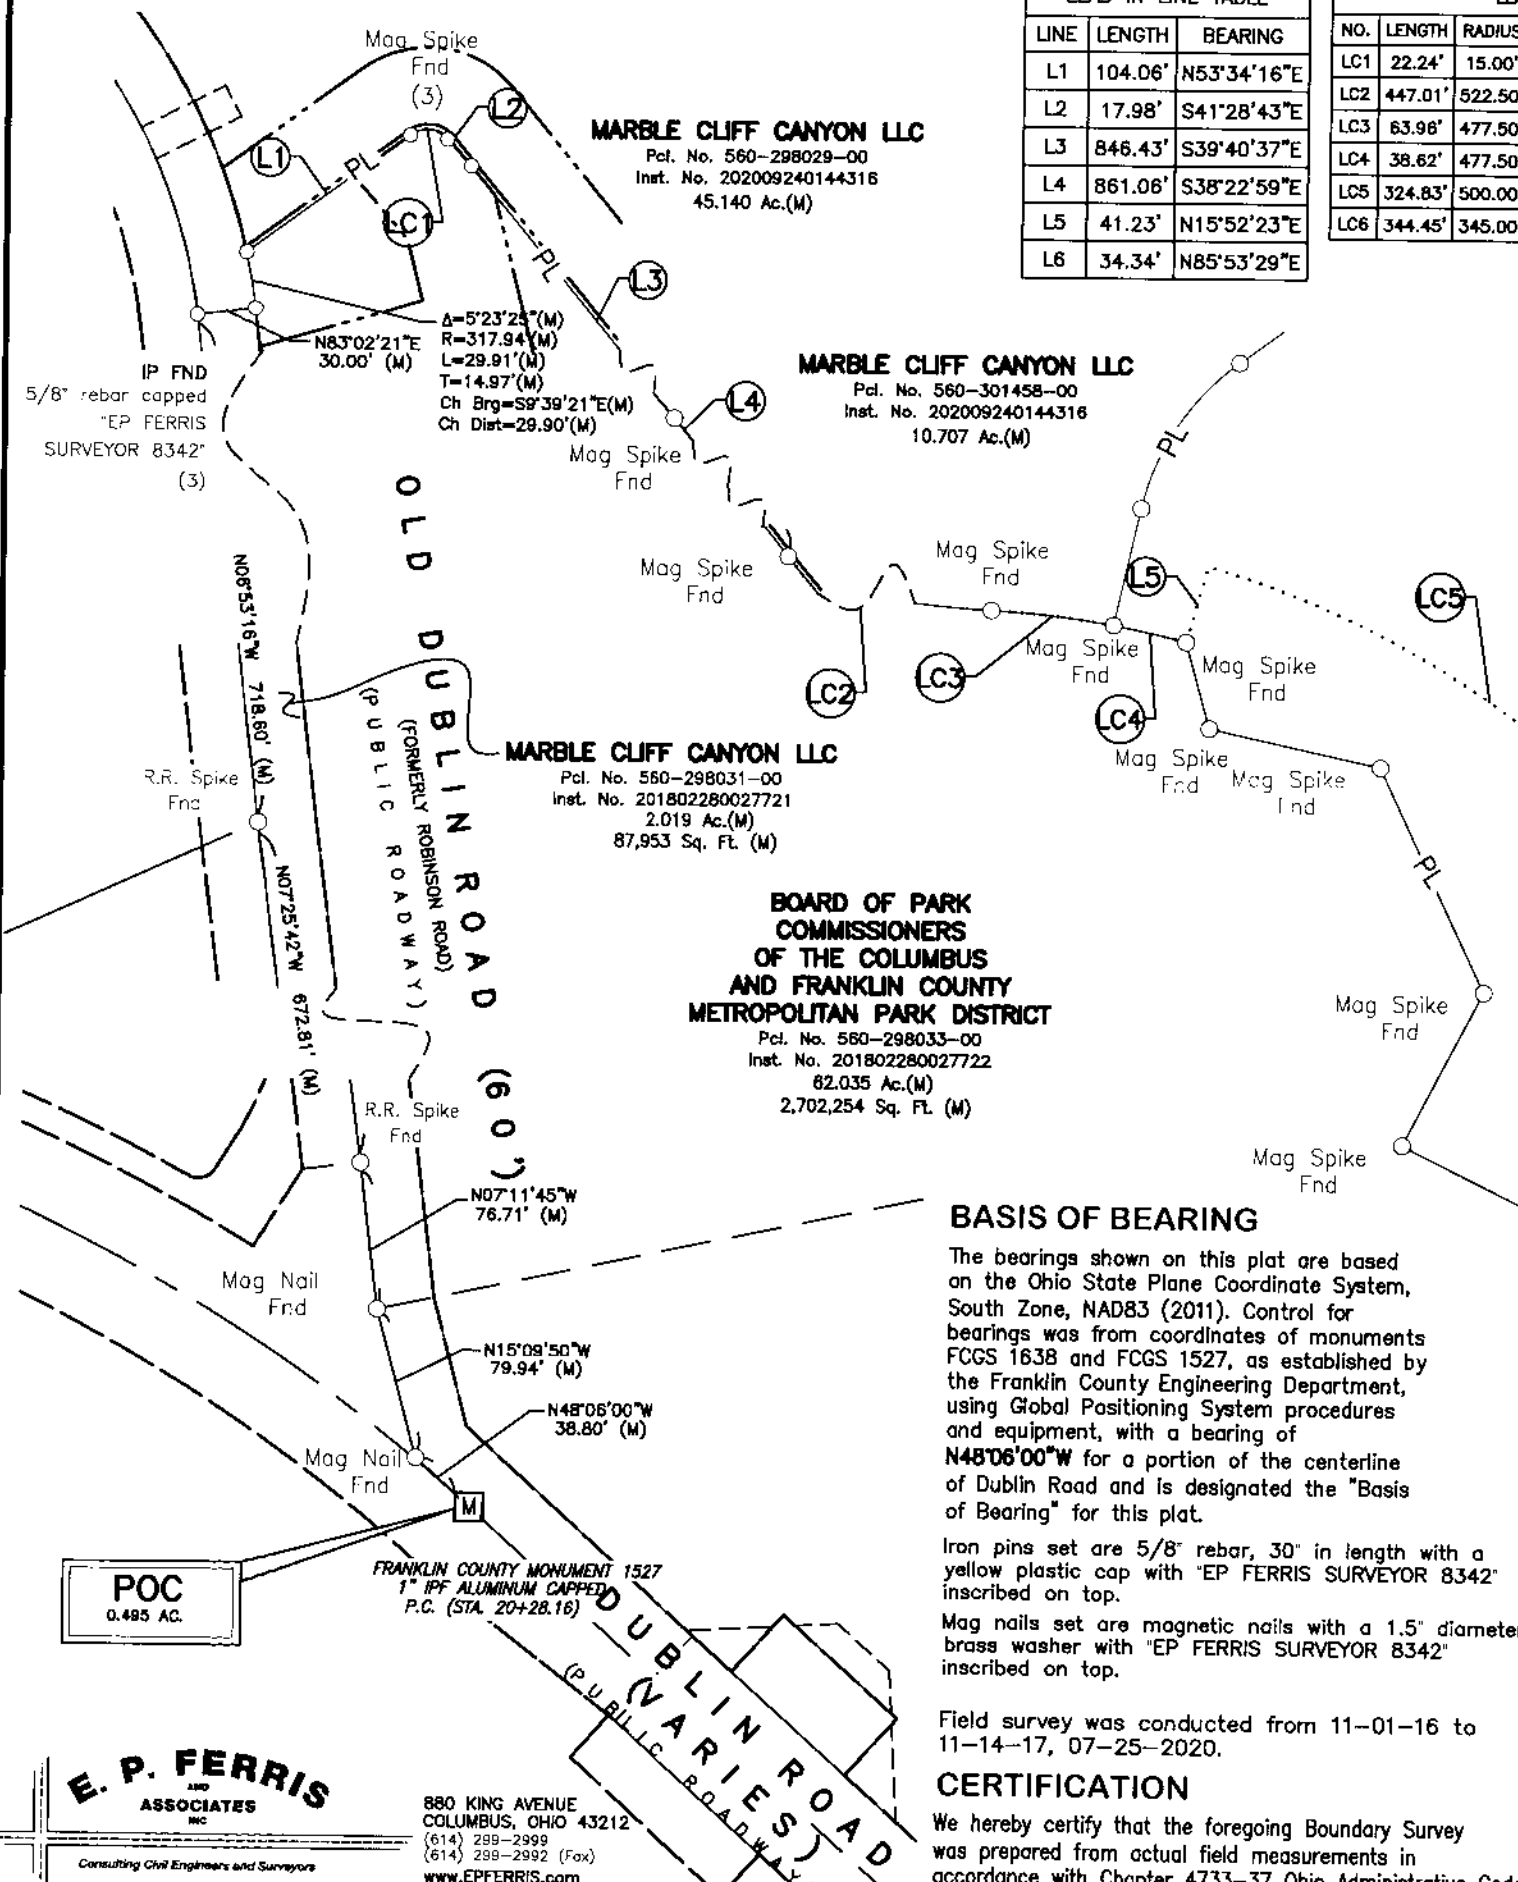 LINE LENGTH BEARING
L1 104.06' N53°34'16"E
L2 17.98' S41°28'43"E
L3 846.43' S39°40'37"E
L4 861.06' S38°22'59"E
L5 41.23' N15°52'23"E
L6 34.34' N85°53'29"E
NO. LENGTH RADIUS
LC1 22.24' 15.00'
LC2 447.01' 522.50
LC3 63.96' 477.50
LC4 38.62' 477.50
LC5 324.83' 500.00
LC6 344.45' 345.00
Mag Spike
Fnd
(3)
L2
L1
PL
LC1
PL
L3
MARBLE CLIFF CANYON LLC
Pcl. No. 560-298029-00
Inst. No. 202009240144316
45.140 Ac.(M)
N83°02'21"E
30.00' (M)
Δ=5°23'25"(M)
R=317.94'(M)
L=29.91'(M)
T=14.97'(M)
Ch Brg=S9°39'21"E(M)
Ch Dist=29.90'(M)
IP FND
5/8" rebar capped
"EP FERRIS
SURVEYOR 8342"
(3)
MARBLE CLIFF CANYON LLC
Pcl. No. 560-301458-00
Inst. No. 202009240144316
10.707 Ac.(M)
L4
Mag Spike
Fnd
PL
Mag Spike
Fnd
Mag Spike
Fnd
L5
LC5
LC2
LC3
Mag Spike
Fnd
LC4
Mag Spike
Fnd
Mag Spike
Fnd
Mag Spike
Fnd
OLD DUBLIN ROAD (60')
(FORMERLY ROBINSON ROAD)
(PUBLIC ROADWAY)
N08°53'16"W 718.60' (M)
R.R. Spike
Fnd
MARBLE CLIFF CANYON LLC
Pcl. No. 560-298031-00
Inst. No. 201802280027721
2.019 Ac.(M)
87,953 Sq. Ft. (M)
N07°25'42"W 672.81' (M)
PL
BOARD OF PARK
COMMISSIONERS
OF THE COLUMBUS
AND FRANKLIN COUNTY
METROPOLITAN PARK DISTRICT
Pcl. No. 560-298033-00
Inst. No. 201802280027722
62.035 Ac.(M)
2,702,254 Sq. Ft. (M)
Mag Spike
Fnd
Mag Spike
Fnd
R.R. Spike
Fnd
N07°11'45"W
76.71' (M)
Mag Nail
Fnd
N15°09'50"W
79.94' (M)
N48°06'00"W
38.80' (M)
Mag Nail
Fnd
M
POC
0.495 AC.
FRANKLIN COUNTY MONUMENT 1527
1" IPF ALUMINUM CAPPED
P.C. (STA. 20+28.16)
DUBLIN ROAD
(VARIES)
(PUBLIC ROADWAY
BASIS OF BEARING
The bearings shown on this plat are based
on the Ohio State Plane Coordinate System,
South Zone, NAD83 (2011). Control for
bearings was from coordinates of monuments
FCGS 1638 and FCGS 1527, as established by
the Franklin County Engineering Department,
using Global Positioning System procedures
and equipment, with a bearing of
N48°06'00"W for a portion of the centerline
of Dublin Road and is designated the "Basis
of Bearing" for this plat.
Iron pins set are 5/8" rebar, 30" in length with a
yellow plastic cap with "EP FERRIS SURVEYOR 8342"
inscribed on top.
Mag nails set are magnetic nails with a 1.5" diameter
brass washer with "EP FERRIS SURVEYOR 8342"
inscribed on top.
Field survey was conducted from 11-01-16 to
11-14-17, 07-25-2020.
CERTIFICATION
We hereby certify that the foregoing Boundary Survey
was prepared from actual field measurements in
accordance with Chapter 4733-37 Ohio Administrative Code
E. P. FERRIS
AND
ASSOCIATES
INC
Consulting Civil Engineers and Surveyors
880 KING AVENUE
COLUMBUS, OHIO 43212
(614) 299-2999
(614) 299-2992 (Fax)
www.EPFERRIS.com